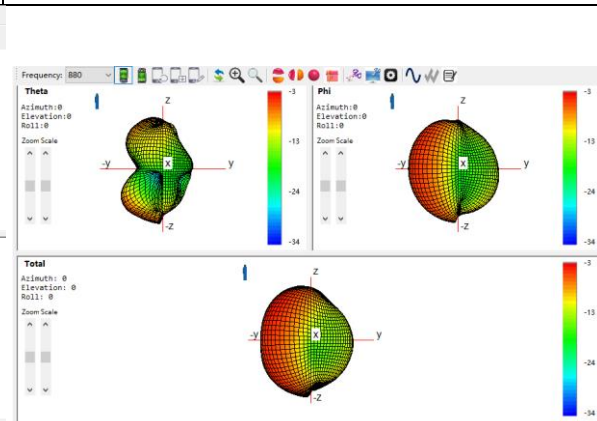 Frequency: 880
Theta
Azimuth:0
Elevation:0
Roll:0
Zoom Scale
z
-y
x
y
-z
-3
-13
-24
-34
Phi
Azimuth:0
Elevation:0
Roll:0
Zoom Scale
z
-y
x
y
-z
-3
-13
-24
-34
Total
Azimuth: 0
Elevation: 0
Roll: 0
Zoom Scale
z
-y
x
y
-z
-3
-13
-24
-34